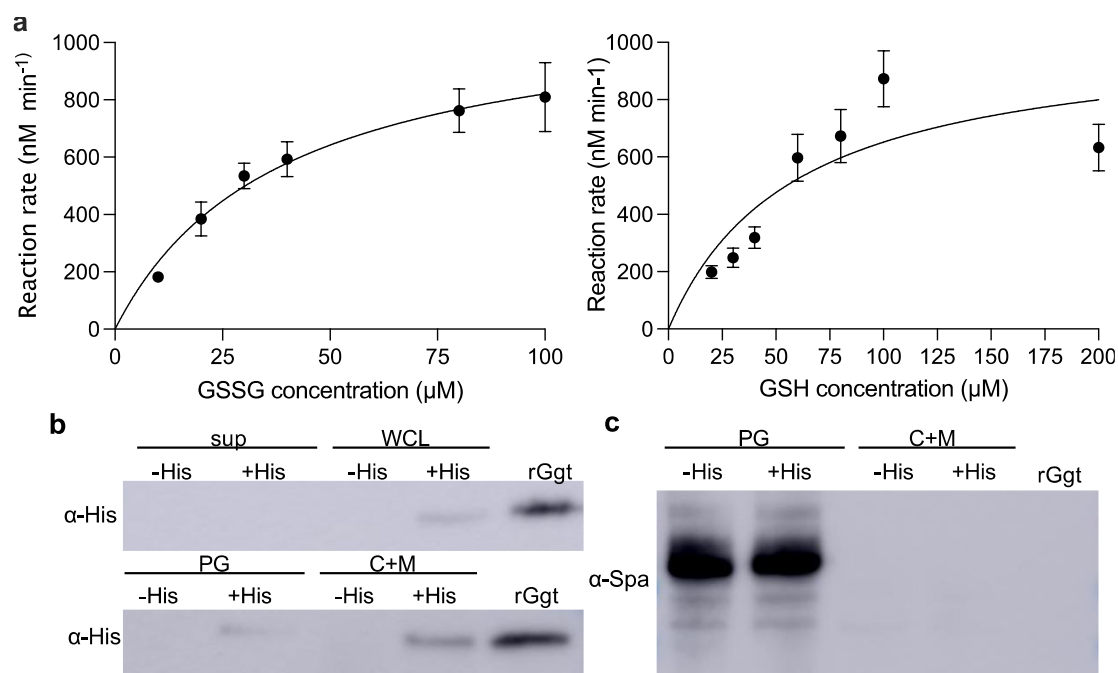 a
Reaction rate (nM min⁻¹)
1000
800
600
400
200
0
0 25 50 75 100
GSSG concentration (µM)
Reaction rate (nM min-1)
1000
800
600
400
200
0
0 25 50 75 100 125 150 175 200
GSH concentration (µM)
b
sup WCL
-His +His -His +His rGgt
α-His
PG C+M
-His +His -His +His rGgt
α-His
c
PG C+M
-His +His -His +His rGgt
α-Spa